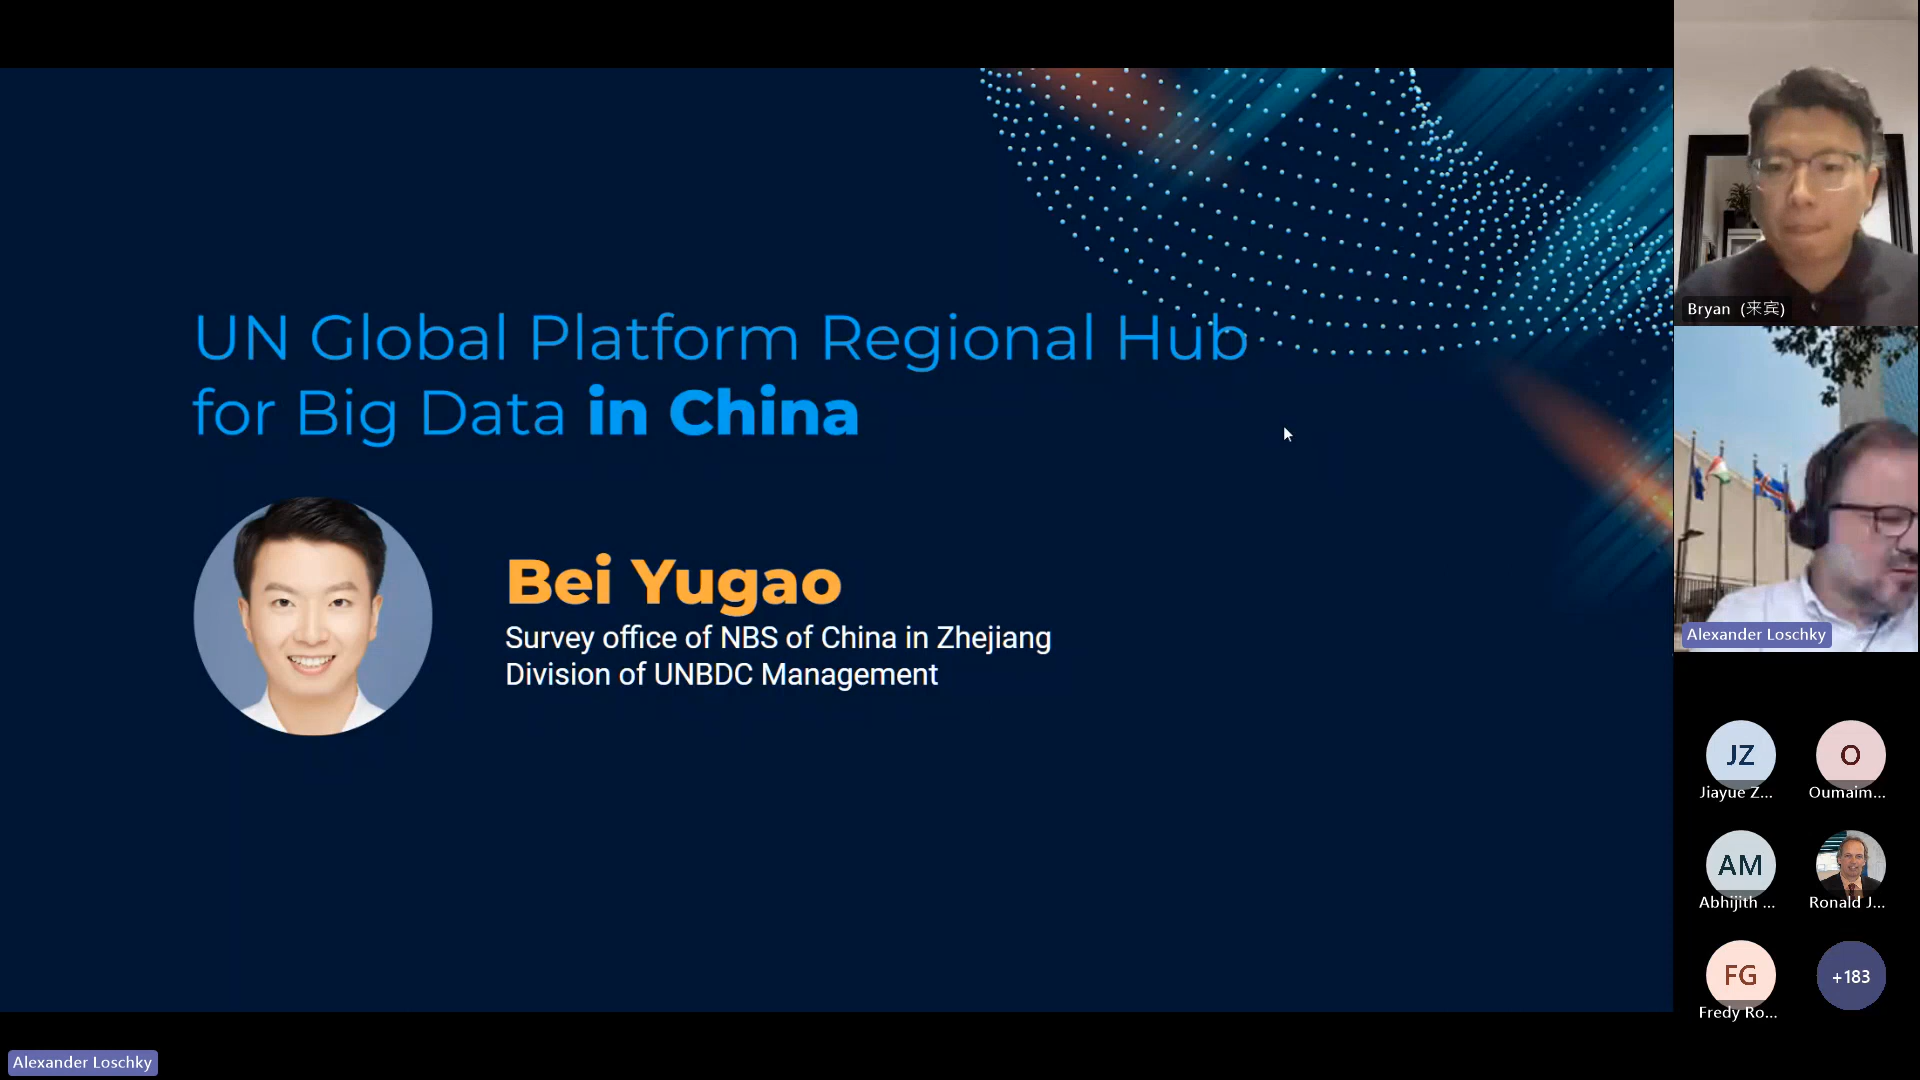 UN Global Platform Regional Hub
for Big Data in China
Bei Yugao
Survey office of NBS of China in Zhejiang
Division of UNBDC Management
Bryan (来宾)
Alexander Loschky
JZ
Jiayue Z...
O
Oumaim...
AM
Abhijith ...
Ronald J...
FG
Fredy Ro...
+183
Alexander Loschky